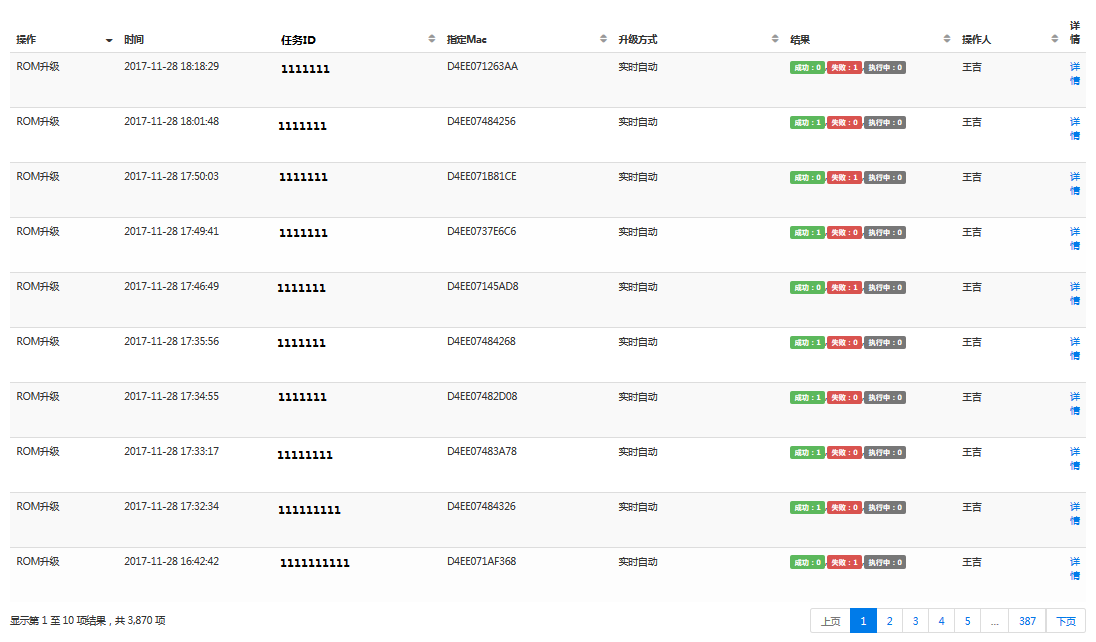 操作 时间 任务ID 指定Mac 升级方式 结果 操作人 详情
ROM升级 2017-11-28 18:18:29 1111111 D4EE071263AA 实时自动 成功：0 失败：1 执行中：0 王吉 详情
ROM升级 2017-11-28 18:01:48 1111111 D4EE07484256 实时自动 成功：1 失败：0 执行中：0 王吉 详情
ROM升级 2017-11-28 17:50:03 1111111 D4EE071B81CE 实时自动 成功：0 失败：1 执行中：0 王吉 详情
ROM升级 2017-11-28 17:49:41 1111111 D4EE0737E6C6 实时自动 成功：1 失败：0 执行中：0 王吉 详情
ROM升级 2017-11-28 17:46:49 1111111 D4EE07145AD8 实时自动 成功：0 失败：1 执行中：0 王吉 详情
ROM升级 2017-11-28 17:35:56 1111111 D4EE07484268 实时自动 成功：1 失败：0 执行中：0 王吉 详情
ROM升级 2017-11-28 17:34:55 1111111 D4EE07482D08 实时自动 成功：1 失败：0 执行中：0 王吉 详情
ROM升级 2017-11-28 17:33:17 11111111 D4EE07483A78 实时自动 成功：1 失败：0 执行中：0 王吉 详情
ROM升级 2017-11-28 17:32:34 111111111 D4EE07484326 实时自动 成功：1 失败：0 执行中：0 王吉 详情
ROM升级 2017-11-28 16:42:42 1111111111 D4EE071AF368 实时自动 成功：0 失败：1 执行中：0 王吉 详情
显示第 1 至 10 项结果，共 3,870 项 上页 1 2 3 4 5 ... 387 下页